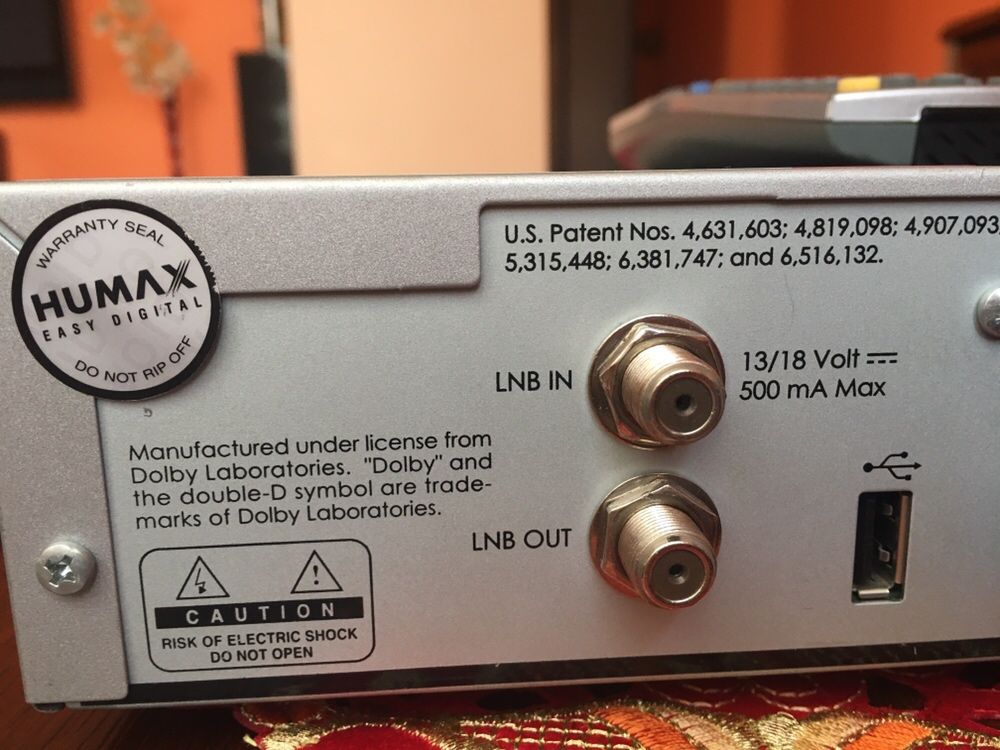 WARRANTY SEAL
HUMAX
EASY DIGITAL
DO NOT RIP OFF
U.S. Patent Nos. 4,631,603; 4,819,098; 4,907,093,
5,315,448; 6,381,747; and 6,516,132.
LNB IN
13/18 Volt
500 mA Max
Manufactured under license from
Dolby Laboratories. "Dolby" and
the double-D symbol are trade-
marks of Dolby Laboratories.
LNB OUT
CAUTION
RISK OF ELECTRIC SHOCK
DO NOT OPEN